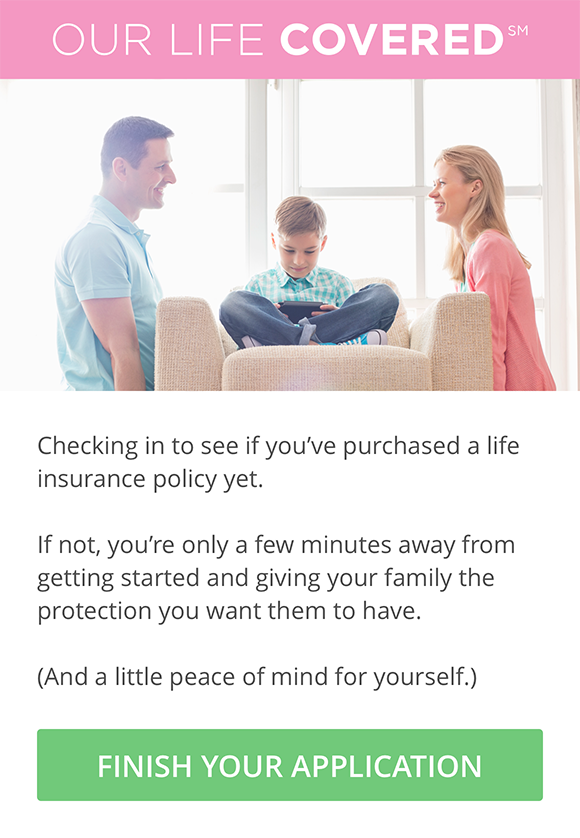 OUR LIFE COVERED℠
Checking in to see if you’ve purchased a life
insurance policy yet.
If not, you’re only a few minutes away from
getting started and giving your family the
protection you want them to have.
(And a little peace of mind for yourself.)
FINISH YOUR APPLICATION